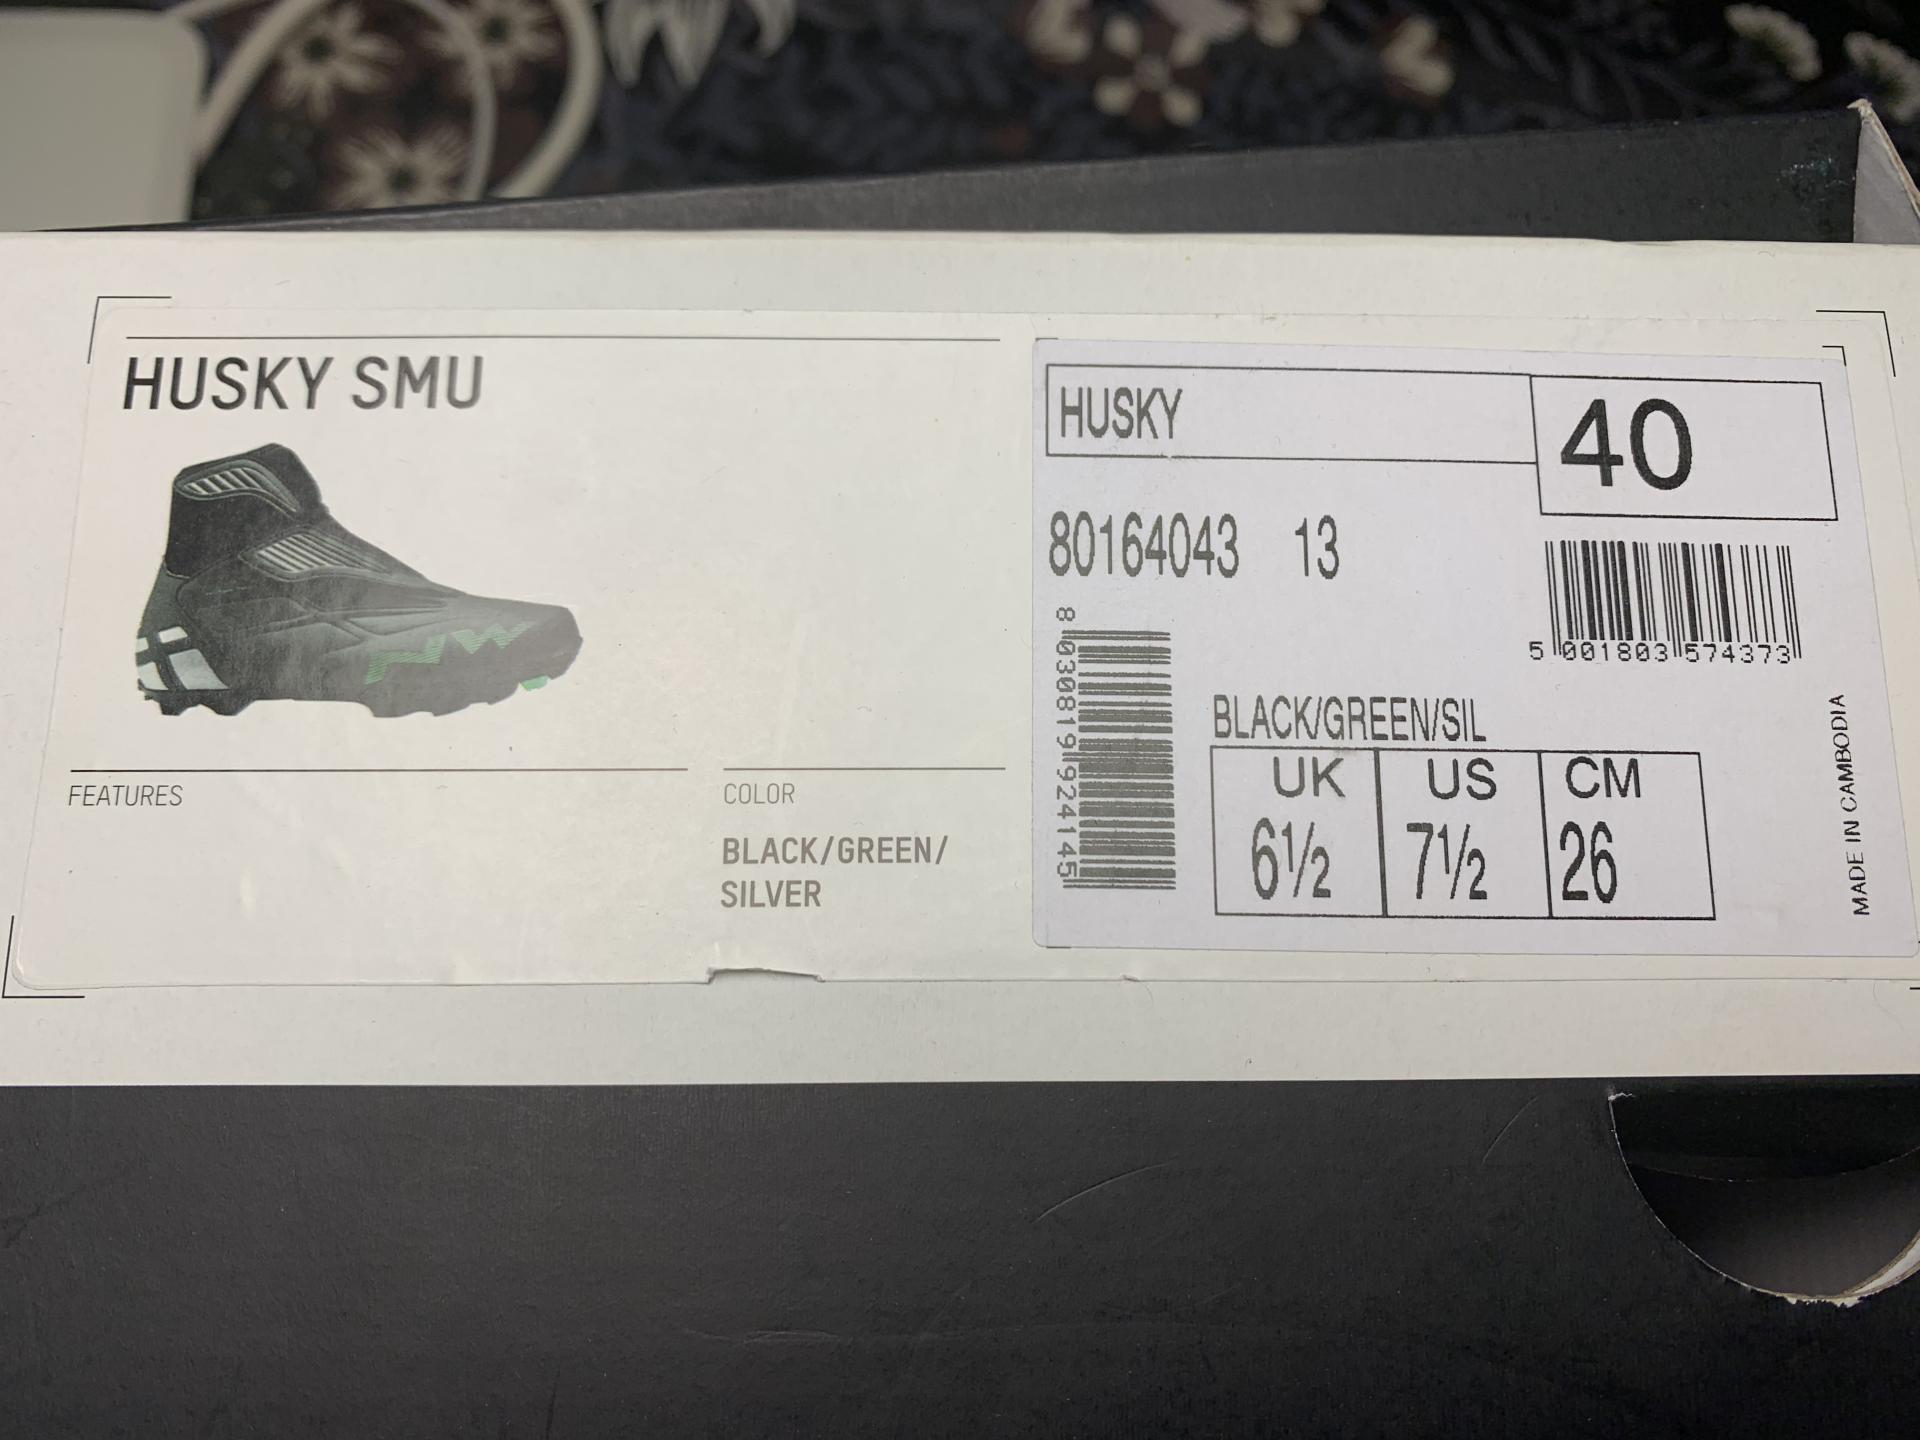 HUSKY SMU
NW
FEATURES
COLOR
BLACK/GREEN/
SILVER
HUSKY
40
80164043 13
8 030819 924145
5 001803 574373
BLACK/GREEN/SIL
UK US CM
6½ 7½ 26
MADE IN CAMBODIA